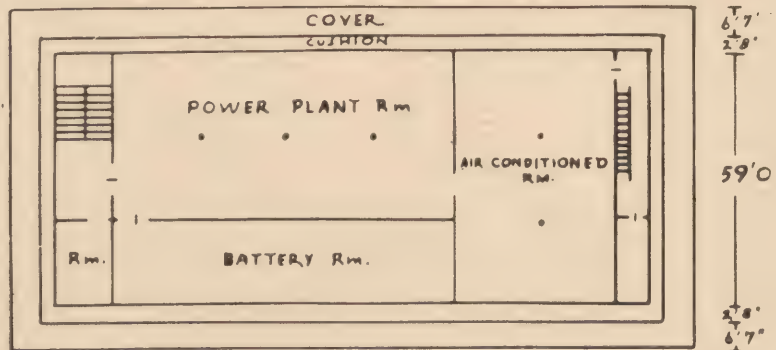 COVER
CUSHION
POWER PLANT Rm
AIR CONDITIONED
RM.
Rm.
BATTERY Rm.
6'7"
2'8"
59'0
2'8"
6'7"